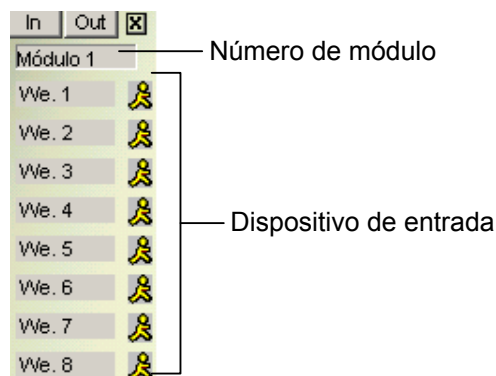 In Out X
Módulo 1
Número de módulo
We. 1
We. 2
We. 3
We. 4
Dispositivo de entrada
We. 5
We. 6
We. 7
We. 8